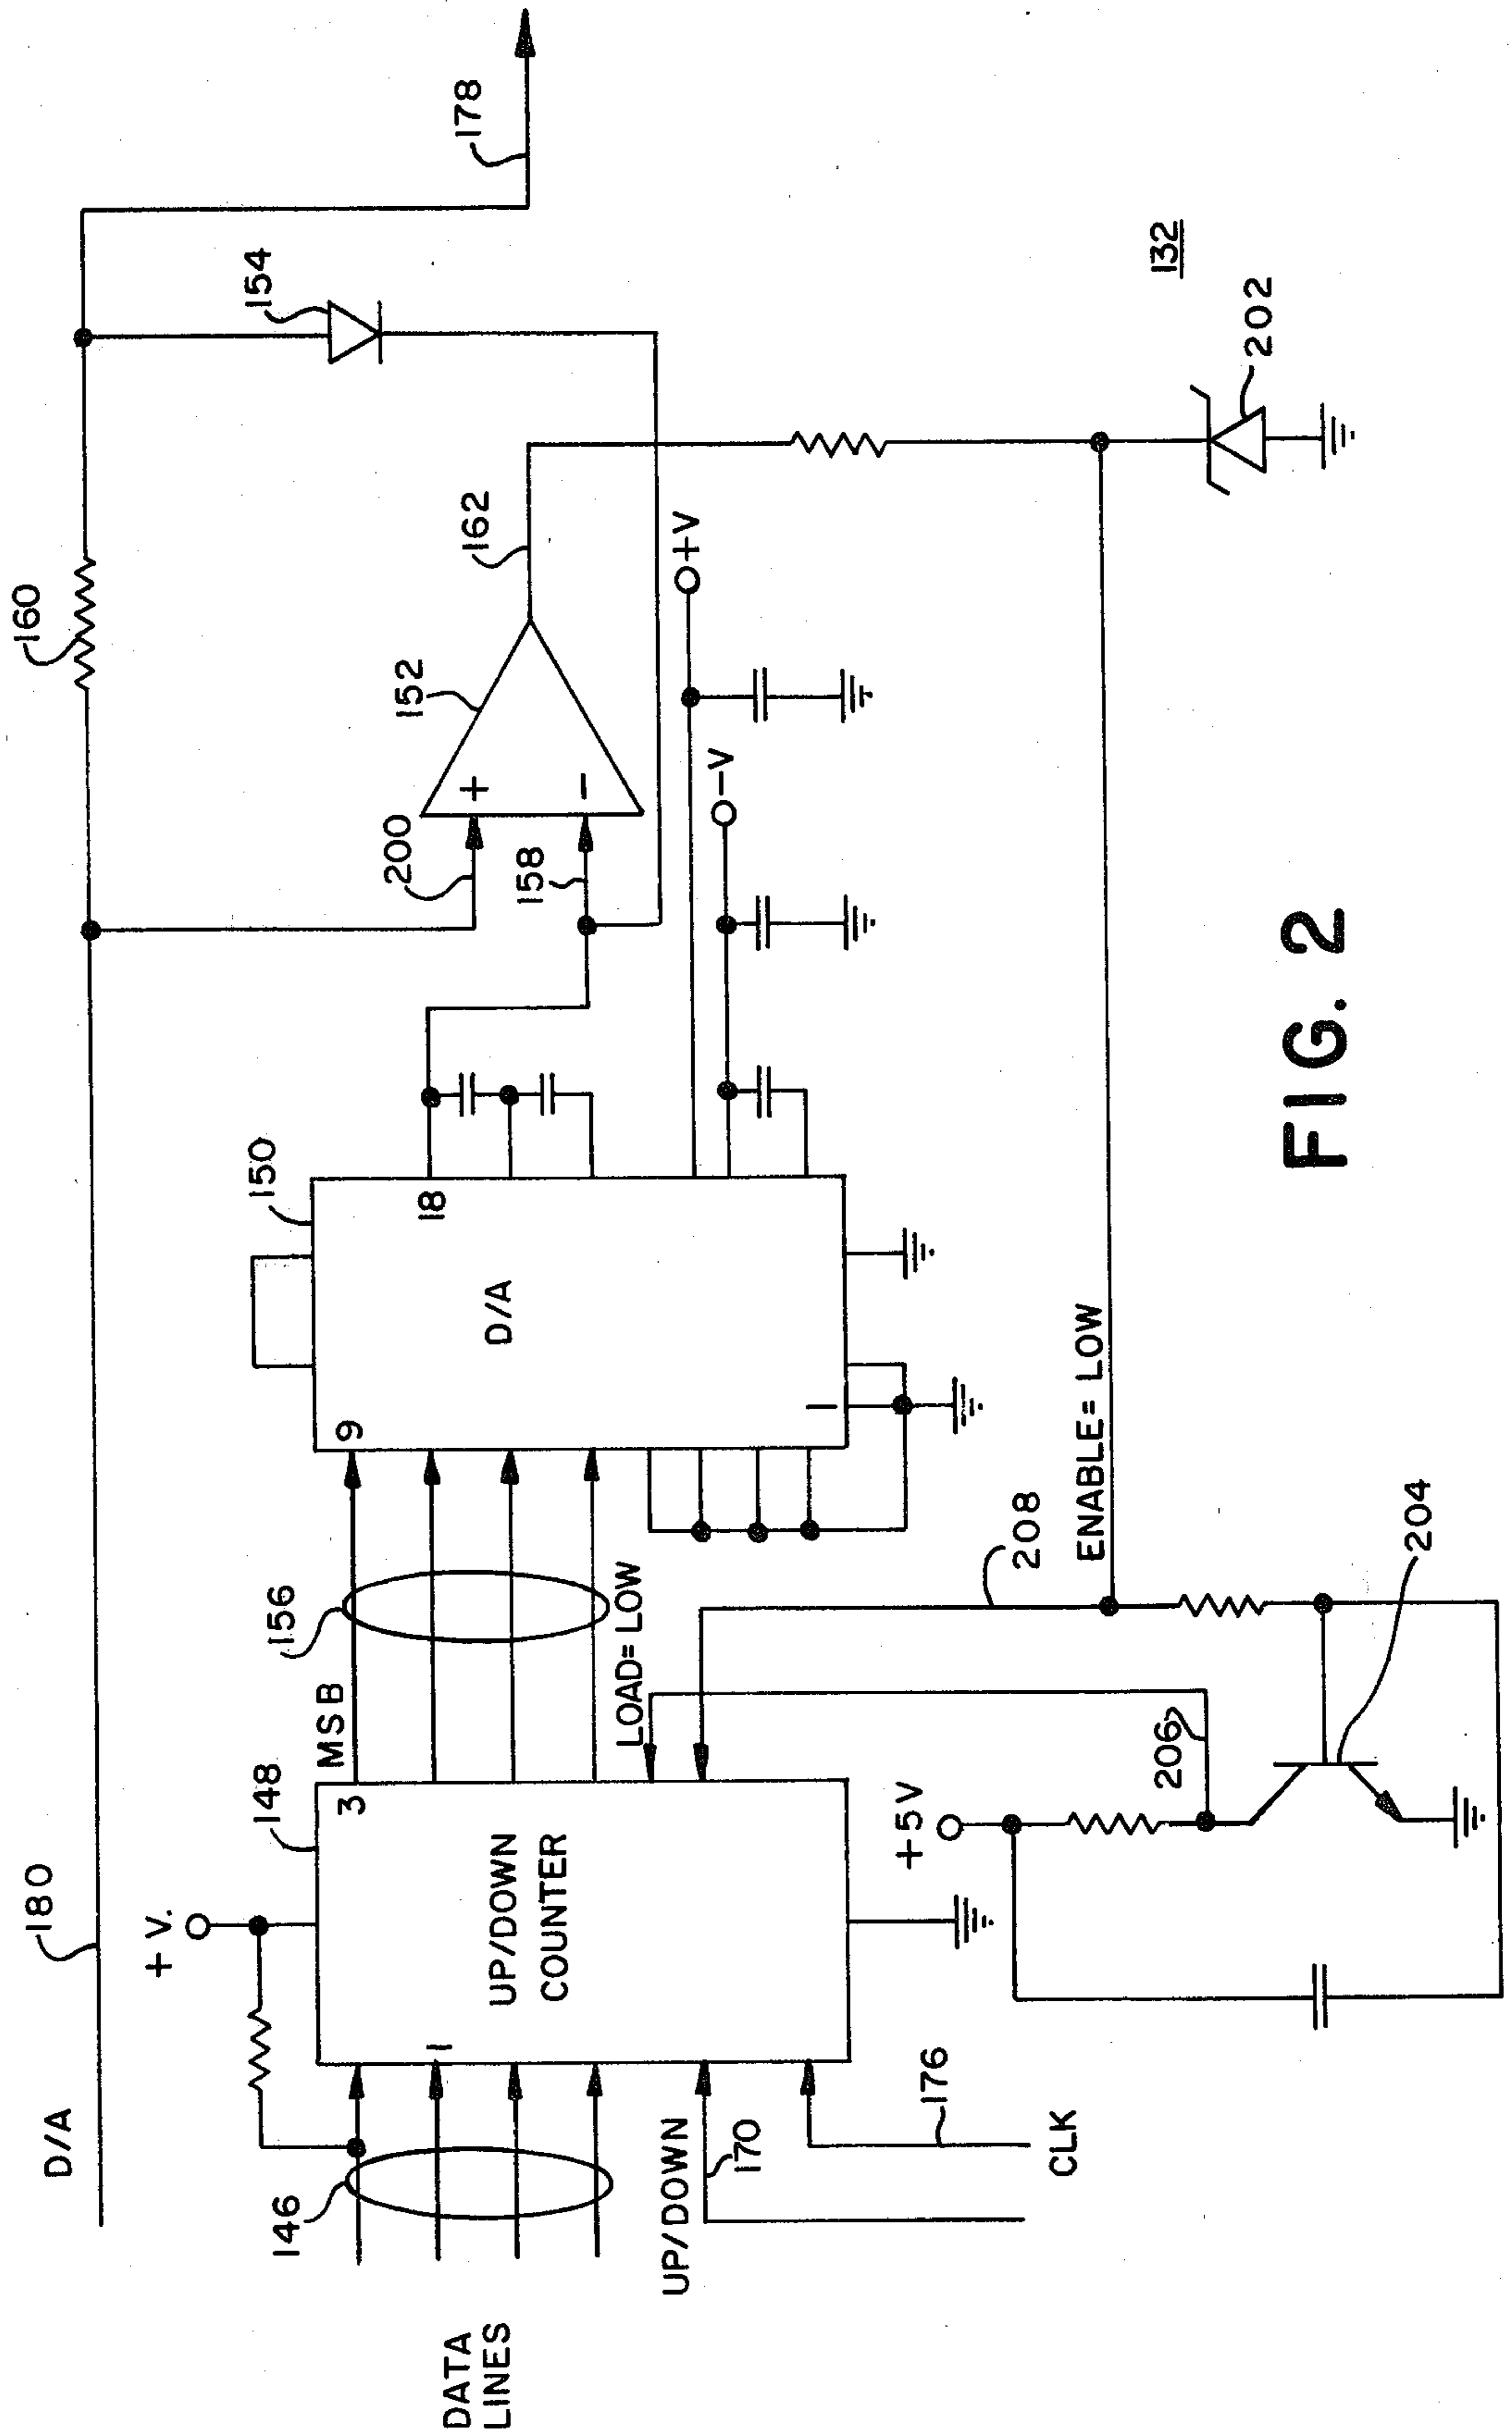 D/A
180
160
178
+ V.
154
146
148
3
MSB
156
9
150
18
200
152
162
158
DATA
LINES
1
UP/DOWN
COUNTER
D/A
+
−
UP/DOWN
170
LOAD= LOW
1
-V
+V
CLK
176
+5V
206
208
ENABLE= LOW
204
132
202
FIG. 2